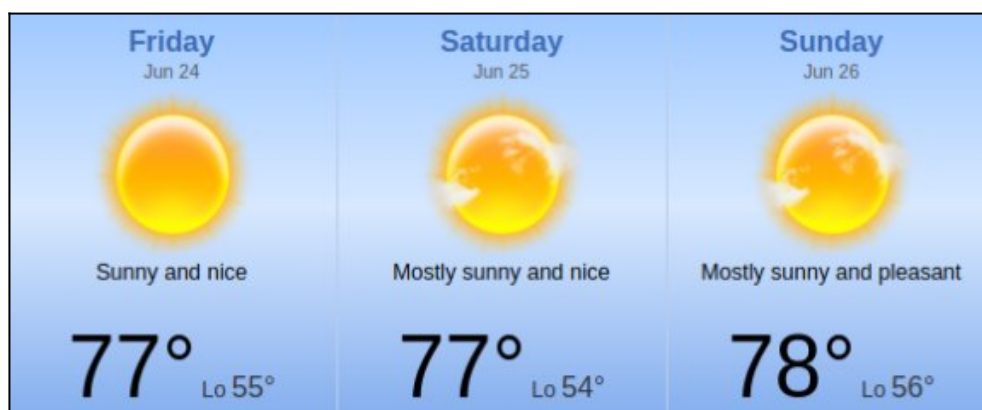 Friday
Jun 24
Sunny and nice
77° Lo 55°
Saturday
Jun 25
Mostly sunny and nice
77° Lo 54°
Sunday
Jun 26
Mostly sunny and pleasant
78° Lo 56°